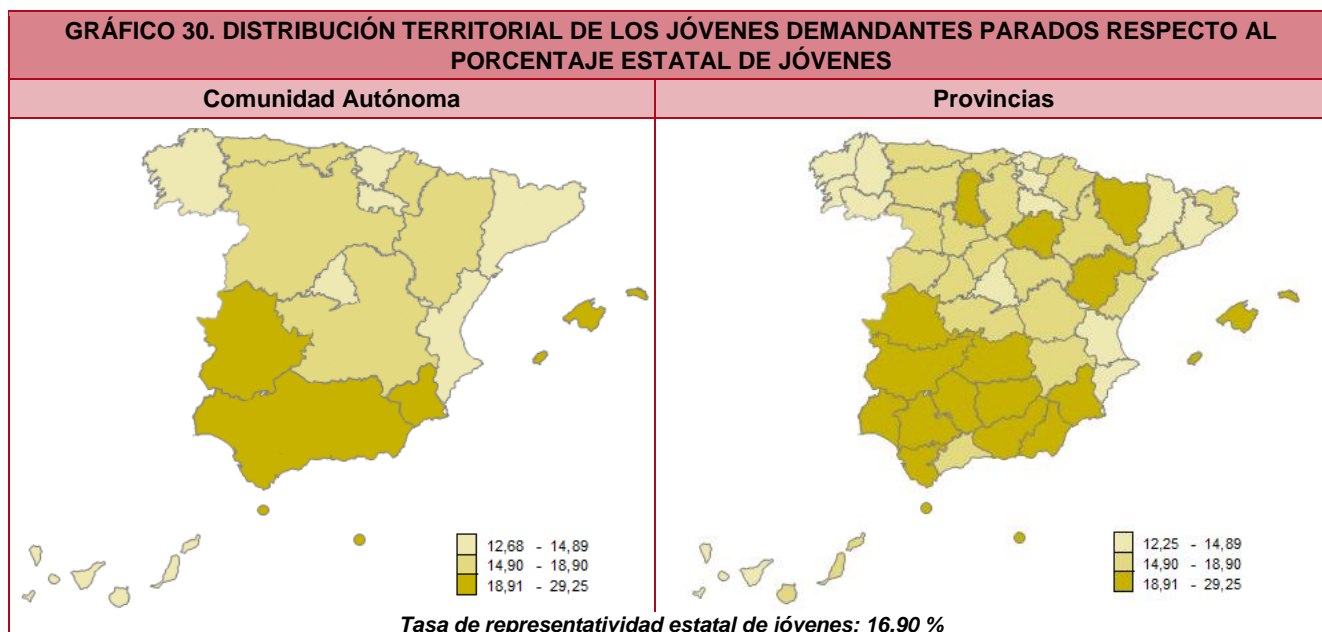 GRÁFICO 30. DISTRIBUCIÓN TERRITORIAL DE LOS JÓVENES DEMANDANTES PARADOS RESPECTO AL
PORCENTAJE ESTATAL DE JÓVENES
Comunidad Autónoma
Provincias
12,68 - 14,89
14,90 - 18,90
18,91 - 29,25
12,25 - 14,89
14,90 - 18,90
18,91 - 29,25
Tasa de representatividad estatal de jóvenes: 16,90 %